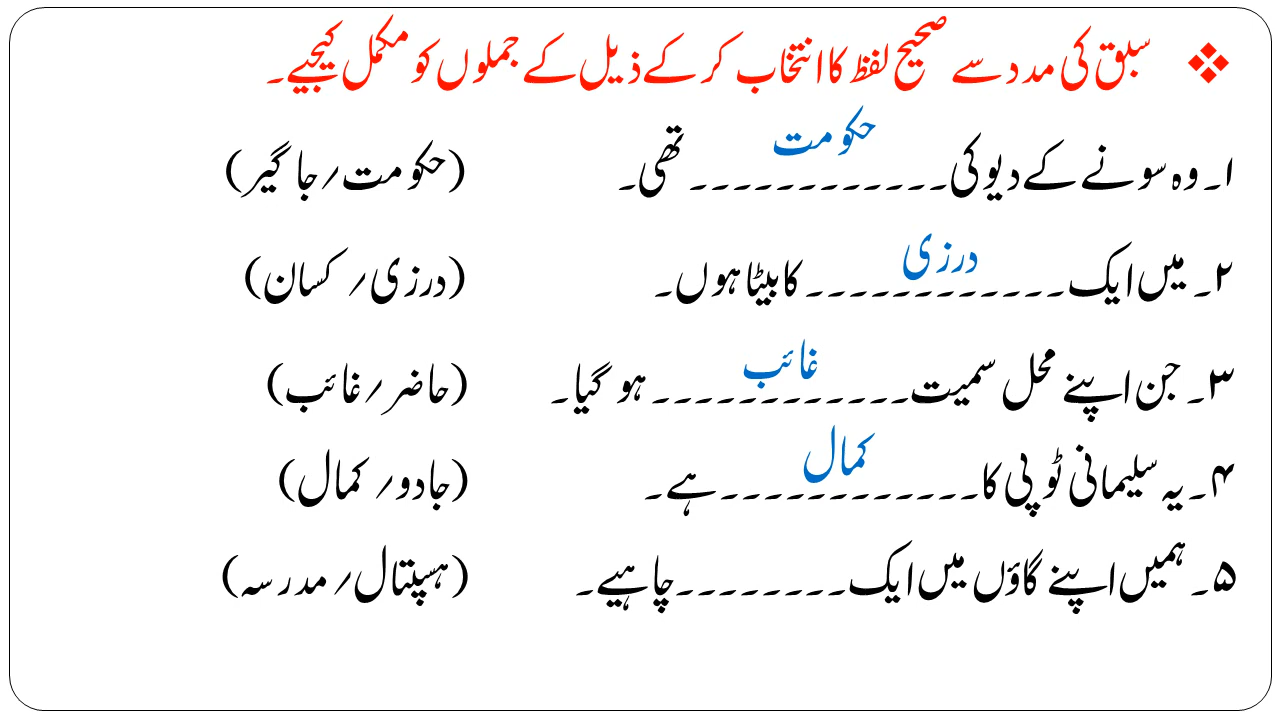 ❖ سبق کی مدد سے صحیح لفظ کا انتخاب کر کے ذیل کے جملوں کو مکمل کیجیے۔
۱۔ وہ سونے کے دیو کی ۔۔۔۔۔۔۔۔۔۔۔۔ حکومت تھی۔ (حکومت / جاگیر)
۲۔ میں ایک ۔۔۔۔۔۔۔۔۔۔۔۔ درزی کا بیٹا ہوں۔ (درزی / کسان)
۳۔ جن اپنے محل سمیت ۔۔۔۔۔۔۔۔۔۔۔۔ غائب ہو گیا۔ (حاضر / غائب)
۴۔ یہ سلیمانی ٹوپی کا ۔۔۔۔۔۔۔۔۔۔۔۔ کمال ہے۔ (جادو / کمال)
۵۔ ہمیں اپنے گاؤں میں ایک ۔۔۔۔۔۔۔۔ چاہیے۔ (ہسپتال / مدرسہ)